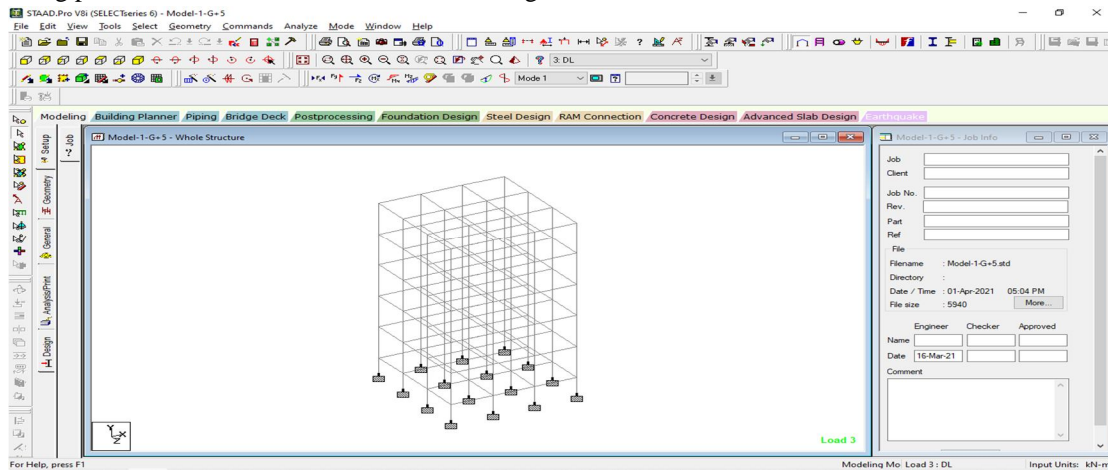 STAAD.Pro V8i (SELECTseries 6) - Model-1-G+5
File Edit View Tools Select Geometry Commands Analyze Mode Window Help
3: DL
Mode 1
Modeling Building Planner Piping Bridge Deck Postprocessing Foundation Design Steel Design RAM Connection Concrete Design Advanced Slab Design Earthquake
Setup
Geometry
General
Analysis/Print
Design
Job
Model-1-G+5 - Whole Structure
Y
X
Z
Load 3
Model-1-G+5 - Job Info
Job
Client
Job No.
Rev.
Part
Ref
File
Filename : Model-1-G+5.std
Directory :
Date / Time : 01-Apr-2021 05:04 PM
File size : 5940 More...
Engineer Checker Approved
Name
Date 16-Mar-21
Comment
For Help, press F1
Modeling Mo Load 3 : DL Input Units: kN-m